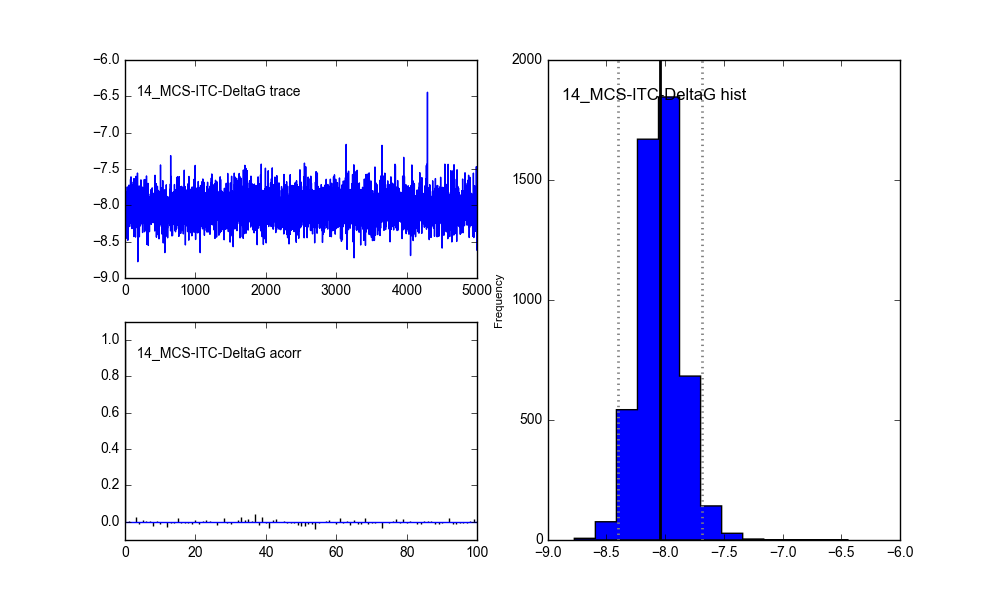 −6.0
14_MCS-ITC-DeltaG trace
−6.5
−7.0
−7.5
−8.0
−8.5
−9.0
0 1000 2000 3000 4000 5000
14_MCS-ITC-DeltaG acorr
1.0
0.8
0.6
0.4
0.2
0.0
0 20 40 60 80 100
2000
14_MCS-ITC-DeltaG hist
1500
1000
500
0
Frequency
−9.0 −8.5 −8.0 −7.5 −7.0 −6.5 −6.0